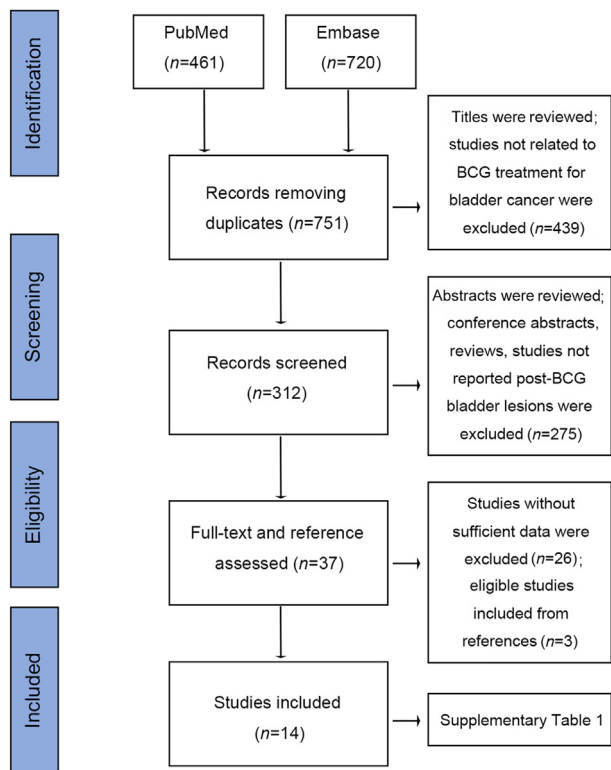 Identification
PubMed
(n=461)
Embase
(n=720)
Records removing
duplicates (n=751)
Titles were reviewed;
studies not related to
BCG treatment for
bladder cancer were
excluded (n=439)
Screening
Records screened
(n=312)
Abstracts were reviewed;
conference abstracts,
reviews, studies not
reported post-BCG
bladder lesions were
excluded (n=275)
Eligibility
Full-text and reference
assessed (n=37)
Studies without
sufficient data were
excluded (n=26);
eligible studies
included from
references (n=3)
Included
Studies included
(n=14)
Supplementary Table 1